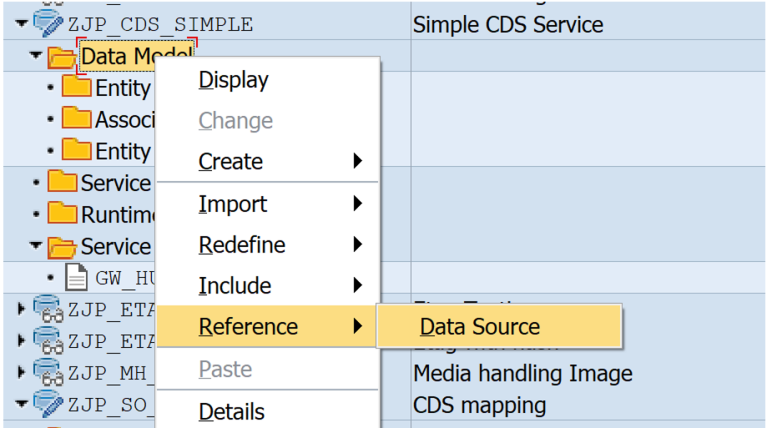 ZJP_CDS_SIMPLE Simple CDS Service
Data Model
Entity
Display
Associ
Change
Entity
Create
Service
Import
Runtime
Redefine
Service
Include
GW_HU
ZJP_ETA
Reference
Data Source
ZJP_ETA
ZJP_MH_ Media handling Image
Paste
ZJP_SO_ CDS mapping
Details